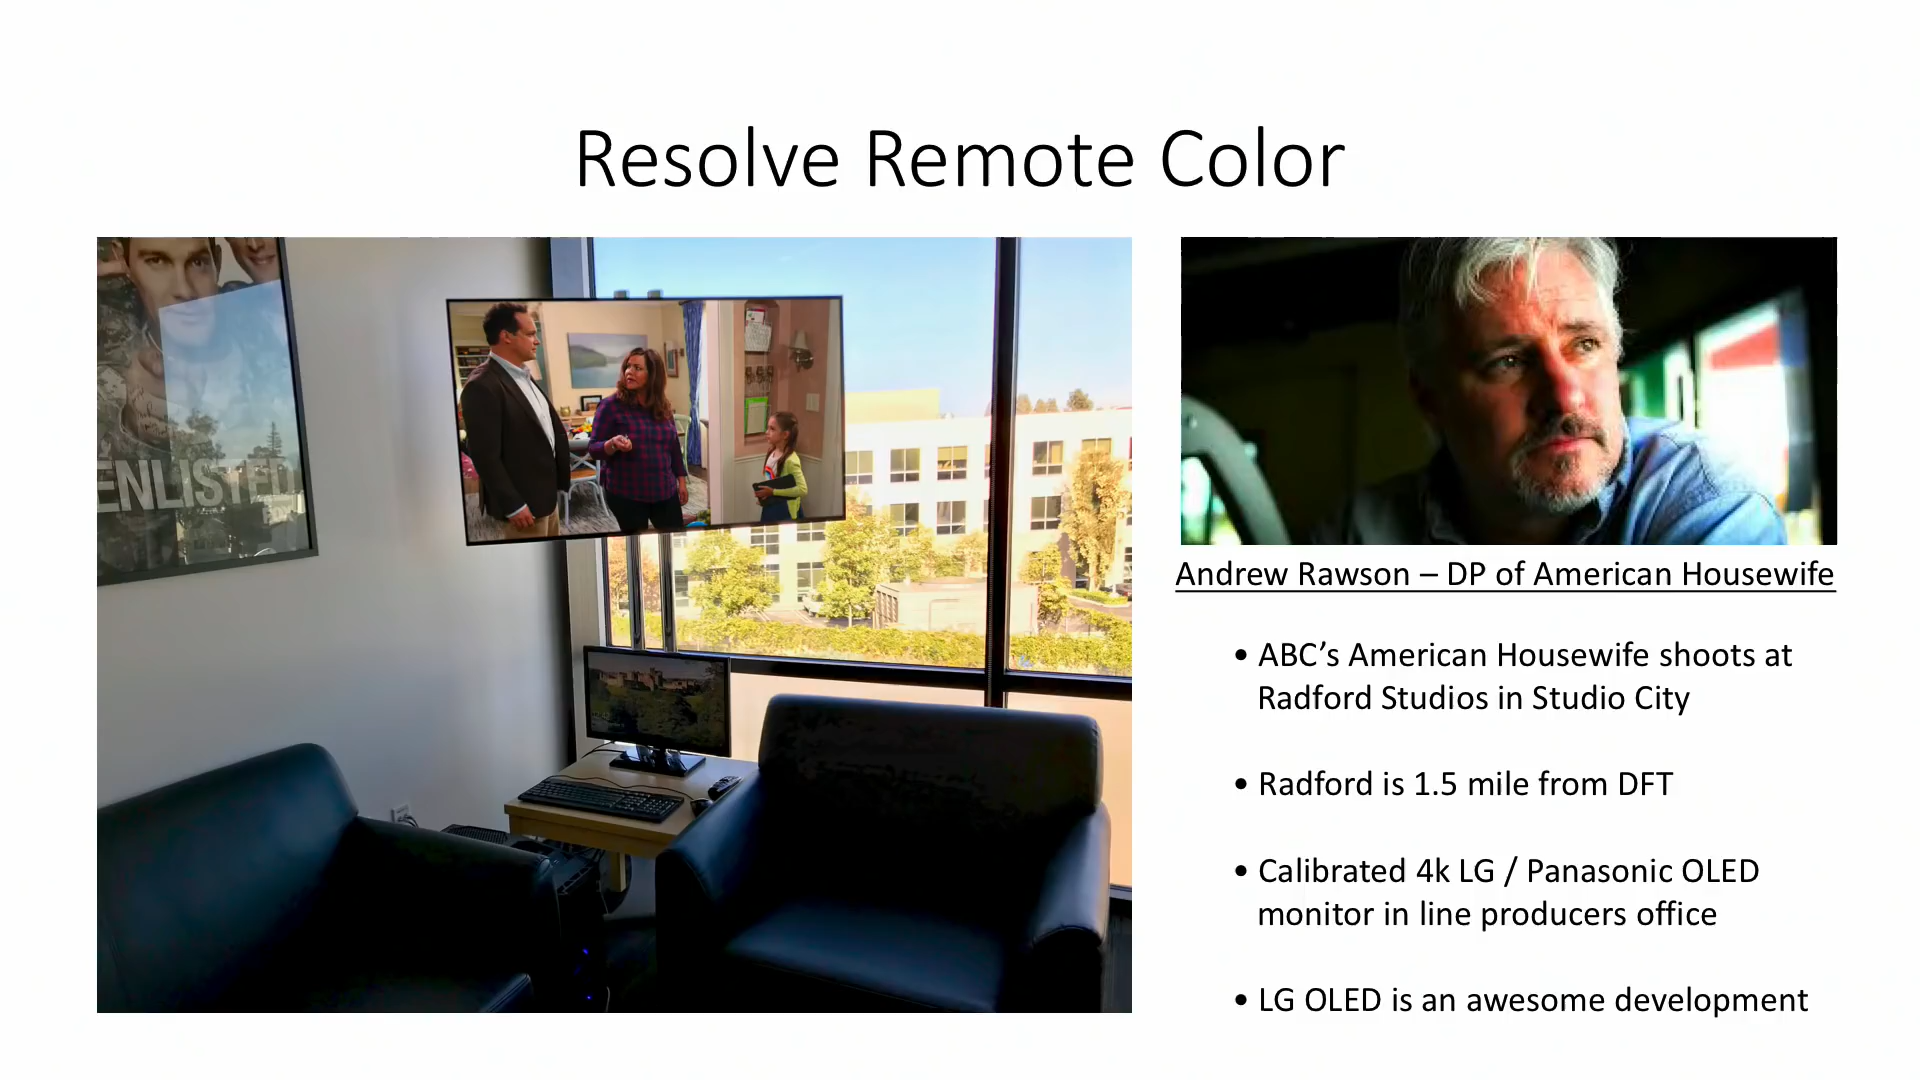 Resolve Remote Color
ENLISTED
Andrew Rawson – DP of American Housewife
• ABC’s American Housewife shoots at
Radford Studios in Studio City
• Radford is 1.5 mile from DFT
• Calibrated 4k LG / Panasonic OLED
monitor in line producers office
• LG OLED is an awesome development